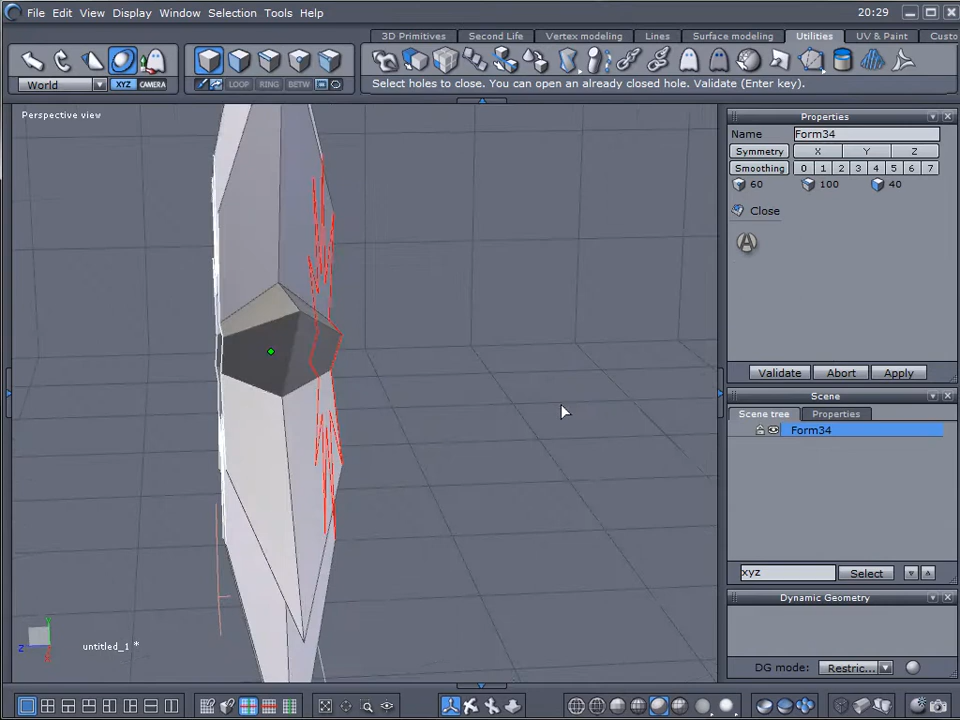 File Edit View Display Window Selection Tools Help 20:29
3D Primitives Second Life Vertex modeling Lines Surface modeling Utilities UV & Paint Custo
World XYZ CAMERA LOOP RING BETW
Select holes to close. You can open an already closed hole. Validate (Enter key).
Perspective view
Properties
Name Form34
Symmetry X Y Z
Smoothing 0 1 2 3 4 5 6 7
60 100 40
Close
A
Validate Abort Apply
Scene
Scene tree Properties
Form34
xyz Select
Dynamic Geometry
DG mode: Restric...
Y
Z
X
untitled_1 *